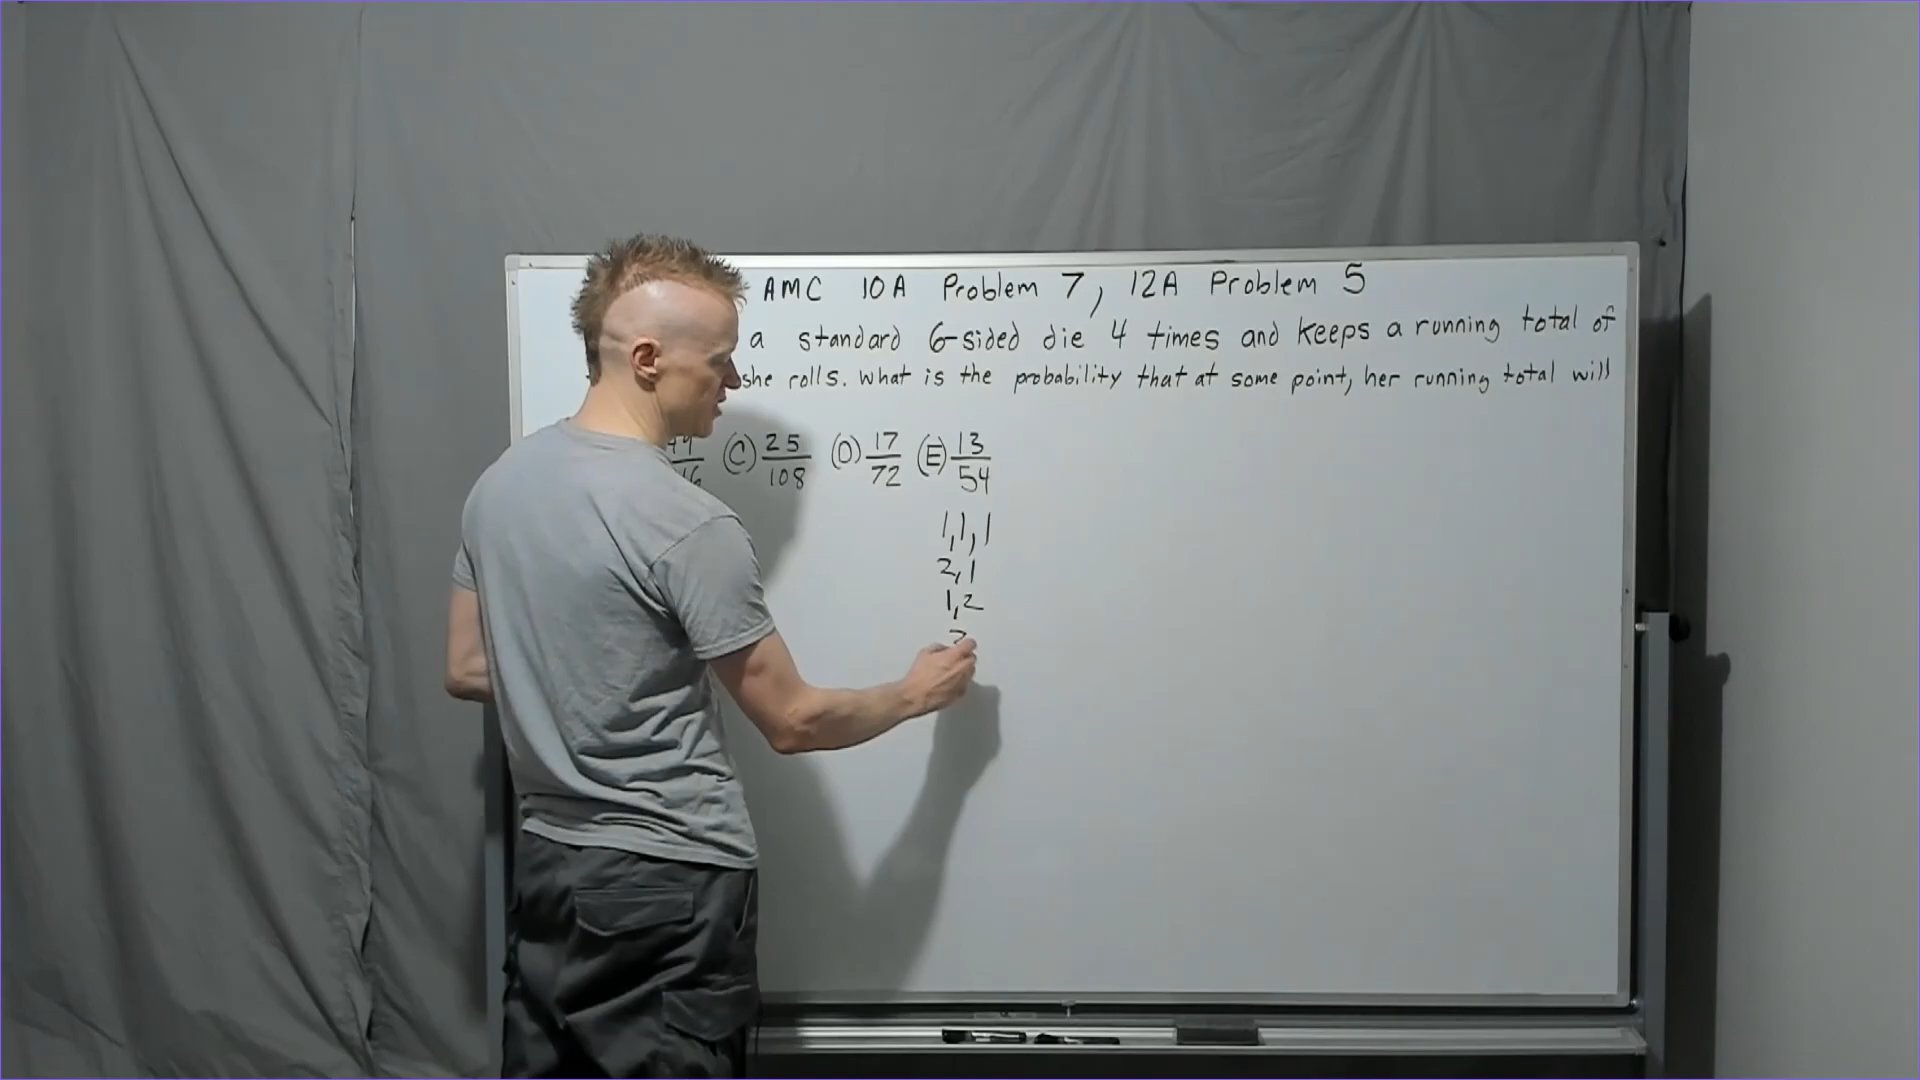 AMC 10A Problem 7, 12A Problem 5
a standard 6-sided die 4 times and keeps a running total of
she rolls. What is the probability that at some point, her running total will
(C) 25/108 (D) 17/72 (E) 13/54
1,1,1
2,1
1,2